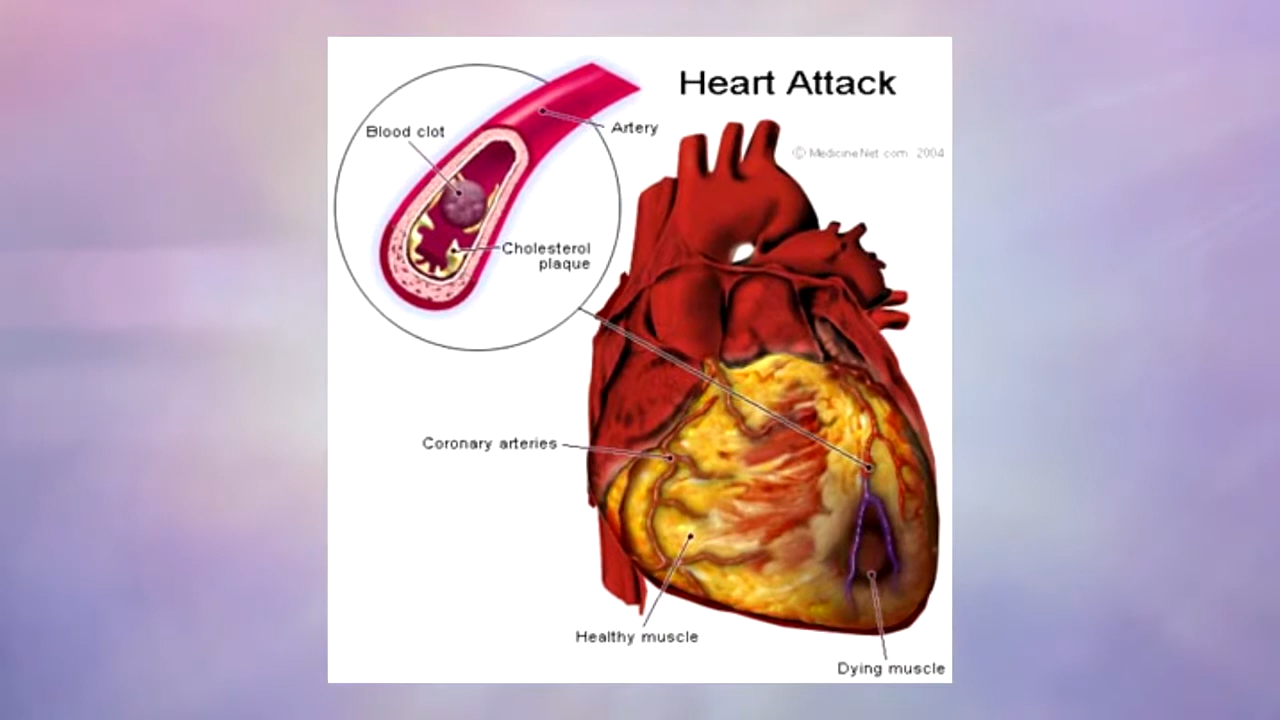 Heart Attack
© MedicineNet.com 2004
Blood clot
Artery
Cholesterol
plaque
Coronary arteries
Healthy muscle
Dying muscle